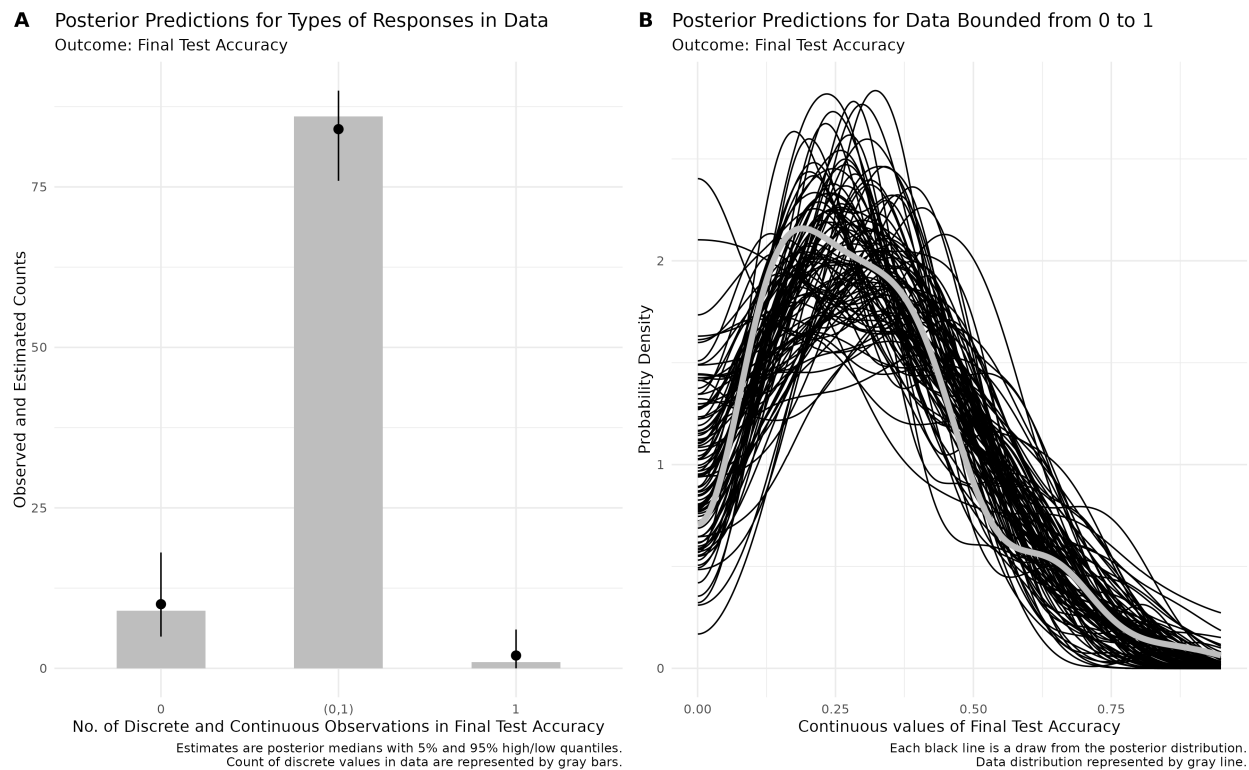 A
Posterior Predictions for Types of Responses in Data
Outcome: Final Test Accuracy
Observed and Estimated Counts
75
50
25
0
0
(0,1)
1
No. of Discrete and Continuous Observations in Final Test Accuracy
Estimates are posterior medians with 5% and 95% high/low quantiles.
Count of discrete values in data are represented by gray bars.
B
Posterior Predictions for Data Bounded from 0 to 1
Outcome: Final Test Accuracy
Probability Density
2
1
0
0.00
0.25
0.50
0.75
Continuous values of Final Test Accuracy
Each black line is a draw from the posterior distribution.
Data distribution represented by gray line.